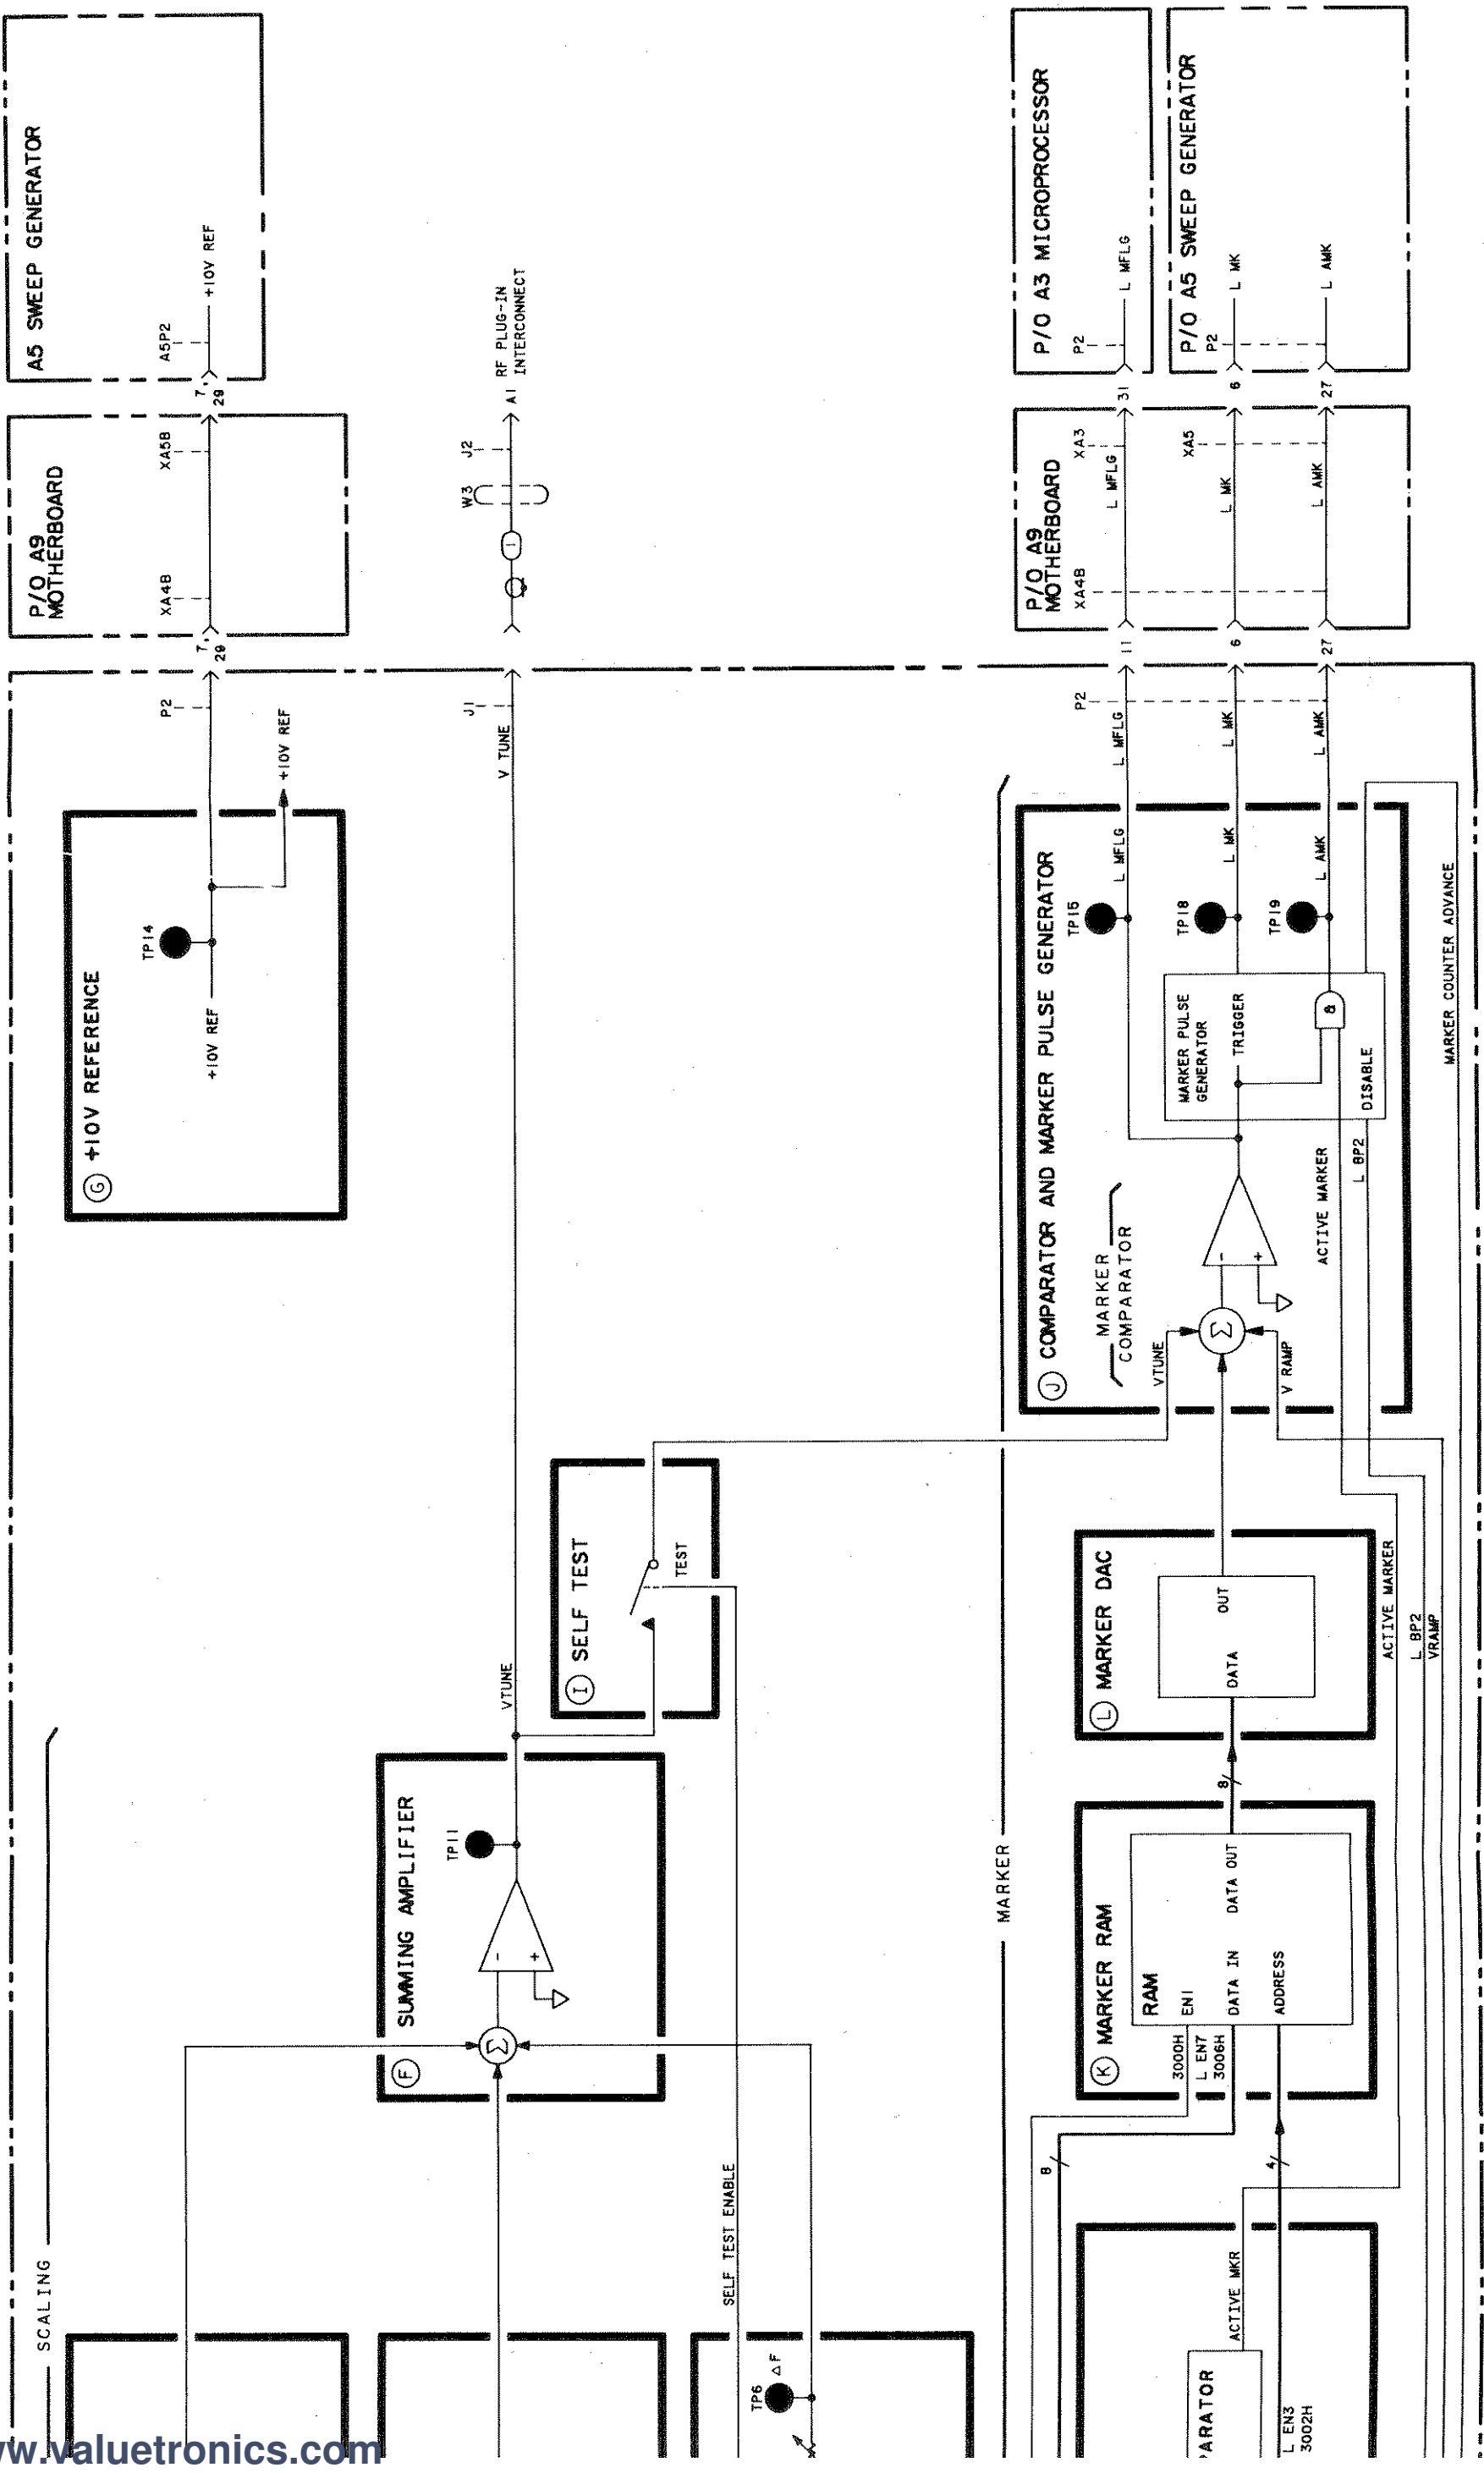 SCALING
G +10V REFERENCE
+10V REF
TP14
+10V REF
P2
7,
29
P/O A9
MOTHERBOARD
XA4B
XA5B
7,
29
A5 SWEEP GENERATOR
A5P2
+10V REF
F SUMMING AMPLIFIER
Σ
-
+
TP11
VTUNE
V TUNE
J1
1
W3
J2
A1
RF PLUG-IN
INTERCONNECT
I SELF TEST
TEST
SELF TEST ENABLE
TP6 △F
MARKER
PARATOR
ACTIVE MKR
L EN3
3002H
8
4
K MARKER RAM
RAM
3000H
EN1
L EN7
3006H
DATA IN
DATA OUT
ADDRESS
8
L MARKER DAC
DATA
OUT
ACTIVE MARKER
L BP2
VRAMP
J COMPARATOR AND MARKER PULSE GENERATOR
MARKER
COMPARATOR
VTUNE
Σ
V RAMP
-
+
ACTIVE MARKER
L BP2
MARKER PULSE
GENERATOR
TRIGGER
&
DISABLE
TP15
L MFLG
TP18
L MK
TP19
L AMK
MARKER COUNTER ADVANCE
P2
L MFLG
L MK
L AMK
11
6
27
P/O A9
MOTHERBOARD
XA4B
XA3
L MFLG
XA5
L MK
L AMK
31
6
27
P/O A3 MICROPROCESSOR
P2
L MFLG
P/O A5 SWEEP GENERATOR
P2
L MK
L AMK
ww.valuetronics.com